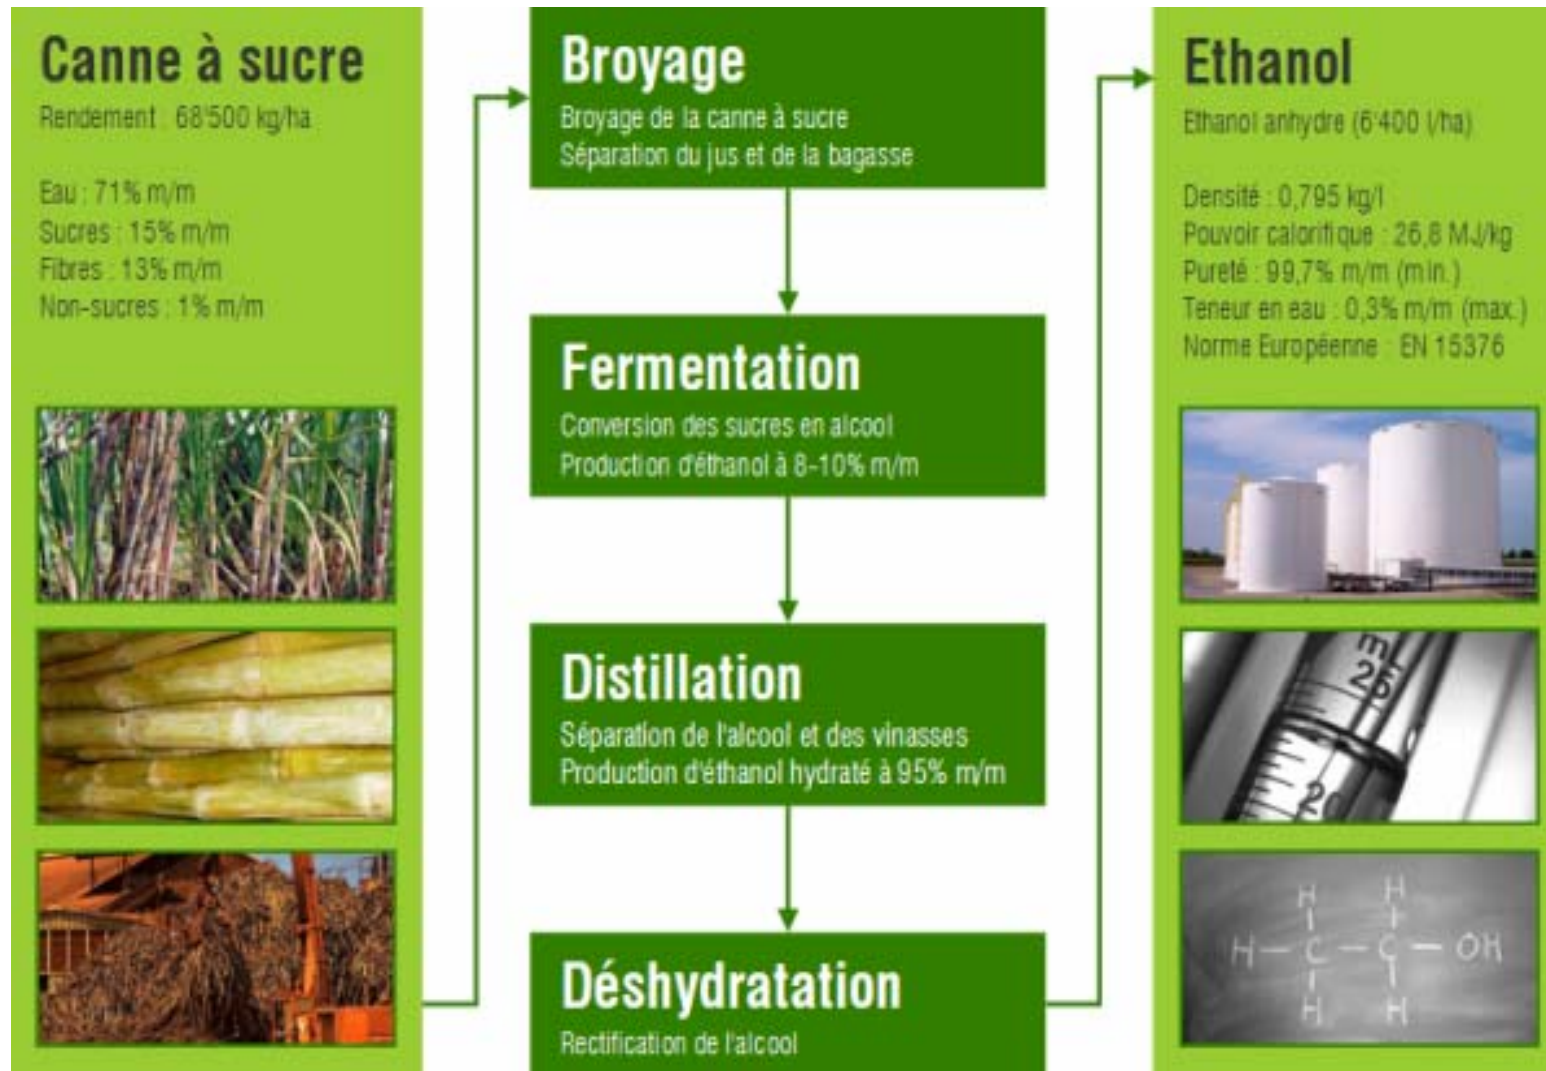 Canne à sucre
Rendement : 68'500 kg/ha
Eau : 71% m/m
Sucres : 15% m/m
Fibres : 13% m/m
Non-sucres : 1% m/m
Broyage
Broyage de la canne à sucre
Séparation du jus et de la bagasse
Fermentation
Conversion des sucres en alcool
Production d'éthanol à 8-10% m/m
Distillation
Séparation de l'alcool et des vinasses
Production d'éthanol hydraté à 95% m/m
Déshydratation
Rectification de l'alcool
Ethanol
Ethanol anhydre (6'400 l/ha)
Densité : 0,795 kg/l
Pouvoir calorifique : 26,8 MJ/kg
Pureté : 99,7% m/m (min.)
Teneur en eau : 0,3% m/m (max.)
Norme Européenne : EN 15376
mL
25
20
H H
H C C OH
H H